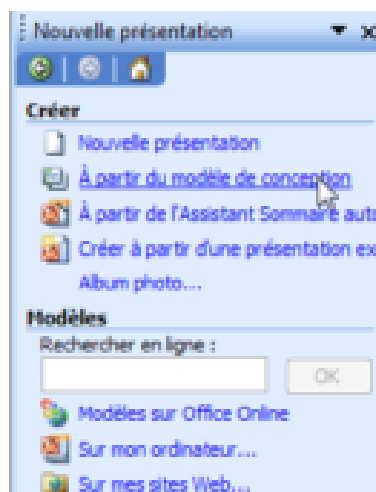 Nouvelle présentation
Créer
Nouvelle présentation
À partir du modèle de conception
À partir de l'Assistant Sommaire auto
Créer à partir d'une présentation ex
Album photo...
Modèles
Rechercher en ligne :
OK
Modèles sur Office Online
Sur mon ordinateur...
Sur mes sites Web...